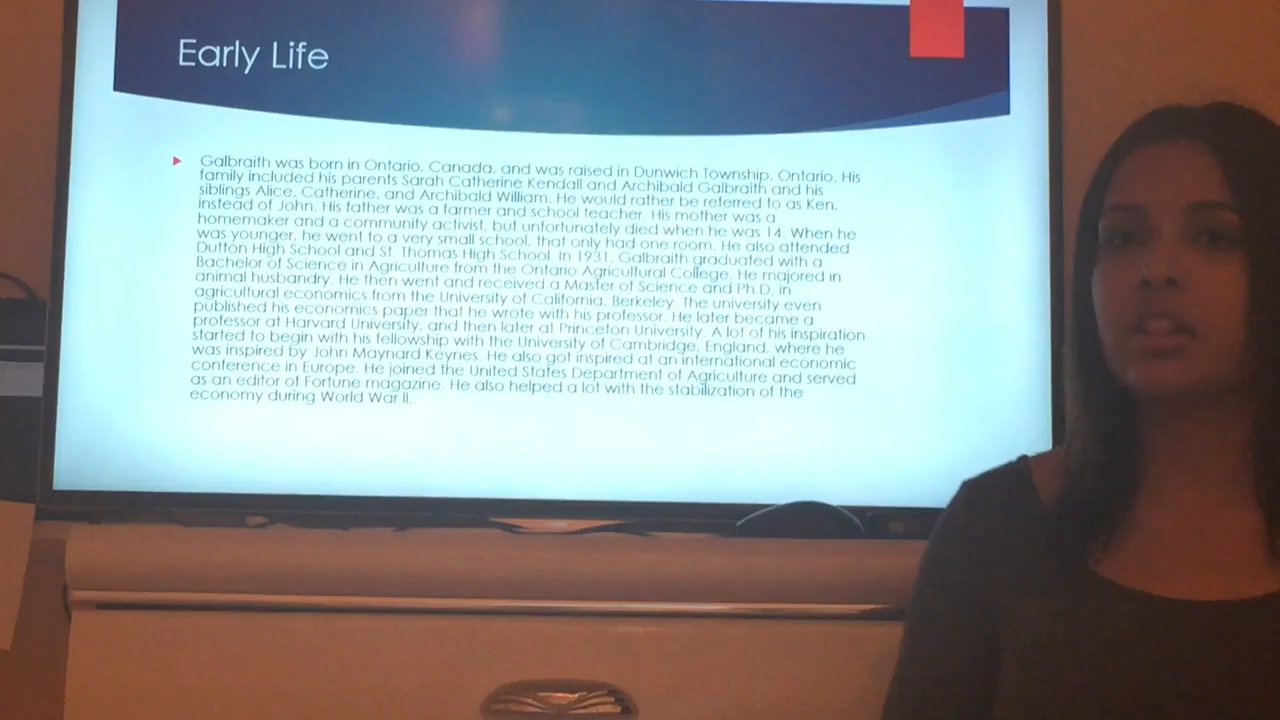 Early Life
Galbraith was born in Ontario, Canada, and was raised in Dunwich Township, Ontario. His
family included his parents Sarah Catherine Kendall and Archibald Galbraith and his
siblings Alice, Catherine, and Archibald William. He would rather be referred to as Ken,
instead of John. His father was a farmer and school teacher. His mother was a
homemaker and a community activist, but unfortunately died when he was 14. When he
was younger, he went to a very small school, that only had one room. He also attended
Dutton High School and St. Thomas High School. In 1931, Galbraith graduated with a
Bachelor of Science in Agriculture from the Ontario Agricultural College. He majored in
animal husbandry. He then went and received a Master of Science and Ph.D. in
agricultural economics from the University of California, Berkeley. The university even
published his economics paper that he wrote with his professor. He later became a
professor at Harvard University, and then later at Princeton University. A lot of his inspiration
started to begin with his fellowship with the University of Cambridge, England, where he
was inspired by John Maynard Keynes. He also got inspired at an international economic
conference in Europe. He joined the United States Department of Agriculture and served
as an editor of Fortune magazine. He also helped a lot with the stabilization of the
economy during World War II.